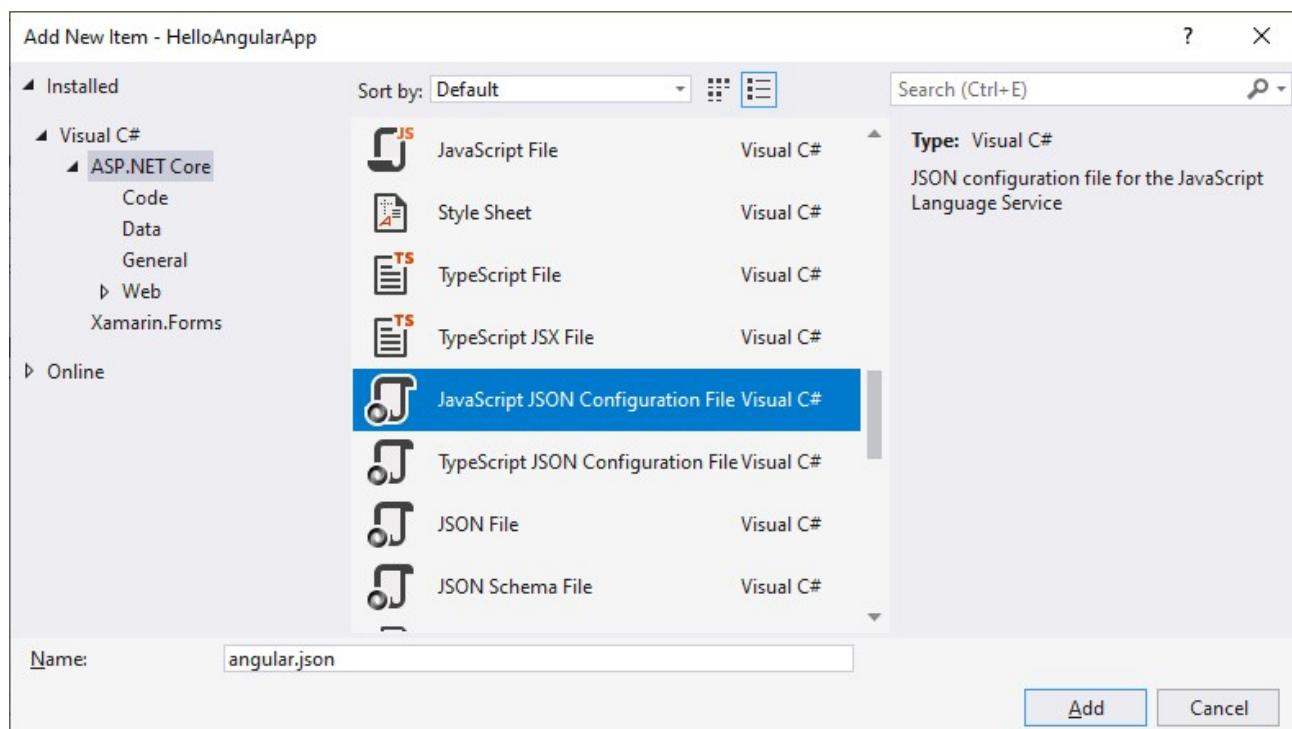 Add New Item - HelloAngularApp
?
Installed
Visual C#
ASP.NET Core
Code
Data
General
Web
Xamarin.Forms
Online
Sort by: Default
JS
JavaScript File Visual C#
Style Sheet Visual C#
TS
TypeScript File Visual C#
TS
TypeScript JSX File Visual C#
JavaScript JSON Configuration File Visual C#
TypeScript JSON Configuration File Visual C#
JSON File Visual C#
JSON Schema File Visual C#
Search (Ctrl+E)
Type: Visual C#
JSON configuration file for the JavaScript
Language Service
Name: angular.json
Add Cancel